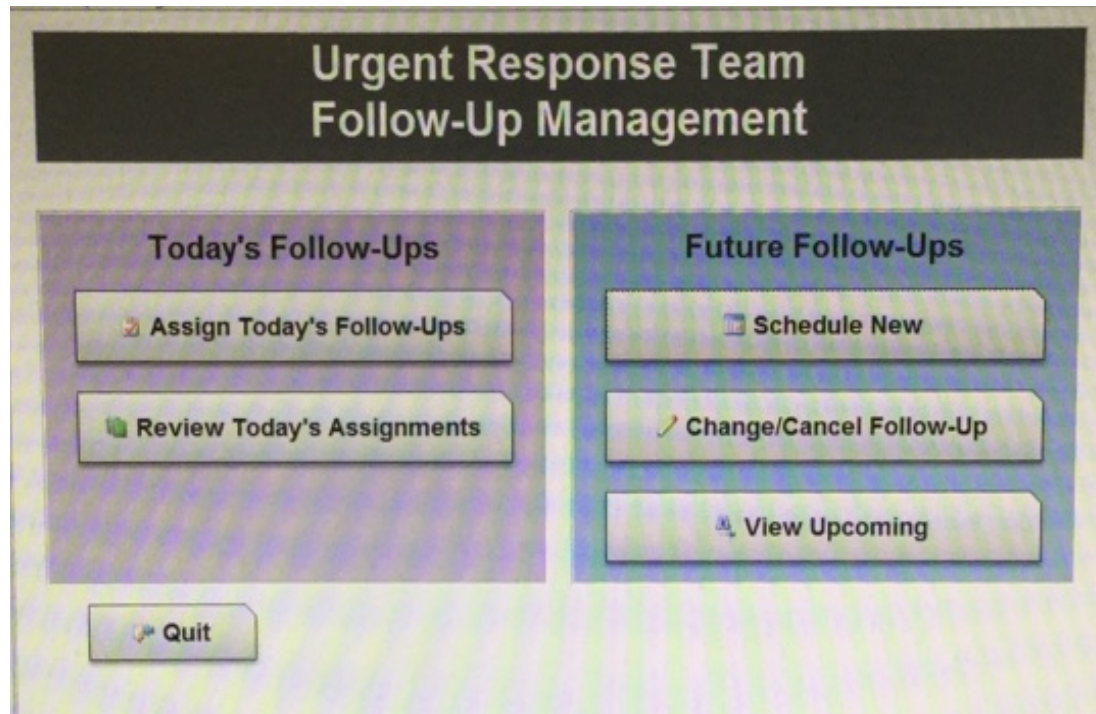 Urgent Response Team
Follow-Up Management
Today's Follow-Ups
Assign Today's Follow-Ups
Review Today's Assignments
Future Follow-Ups
Schedule New
Change/Cancel Follow-Up
View Upcoming
Quit